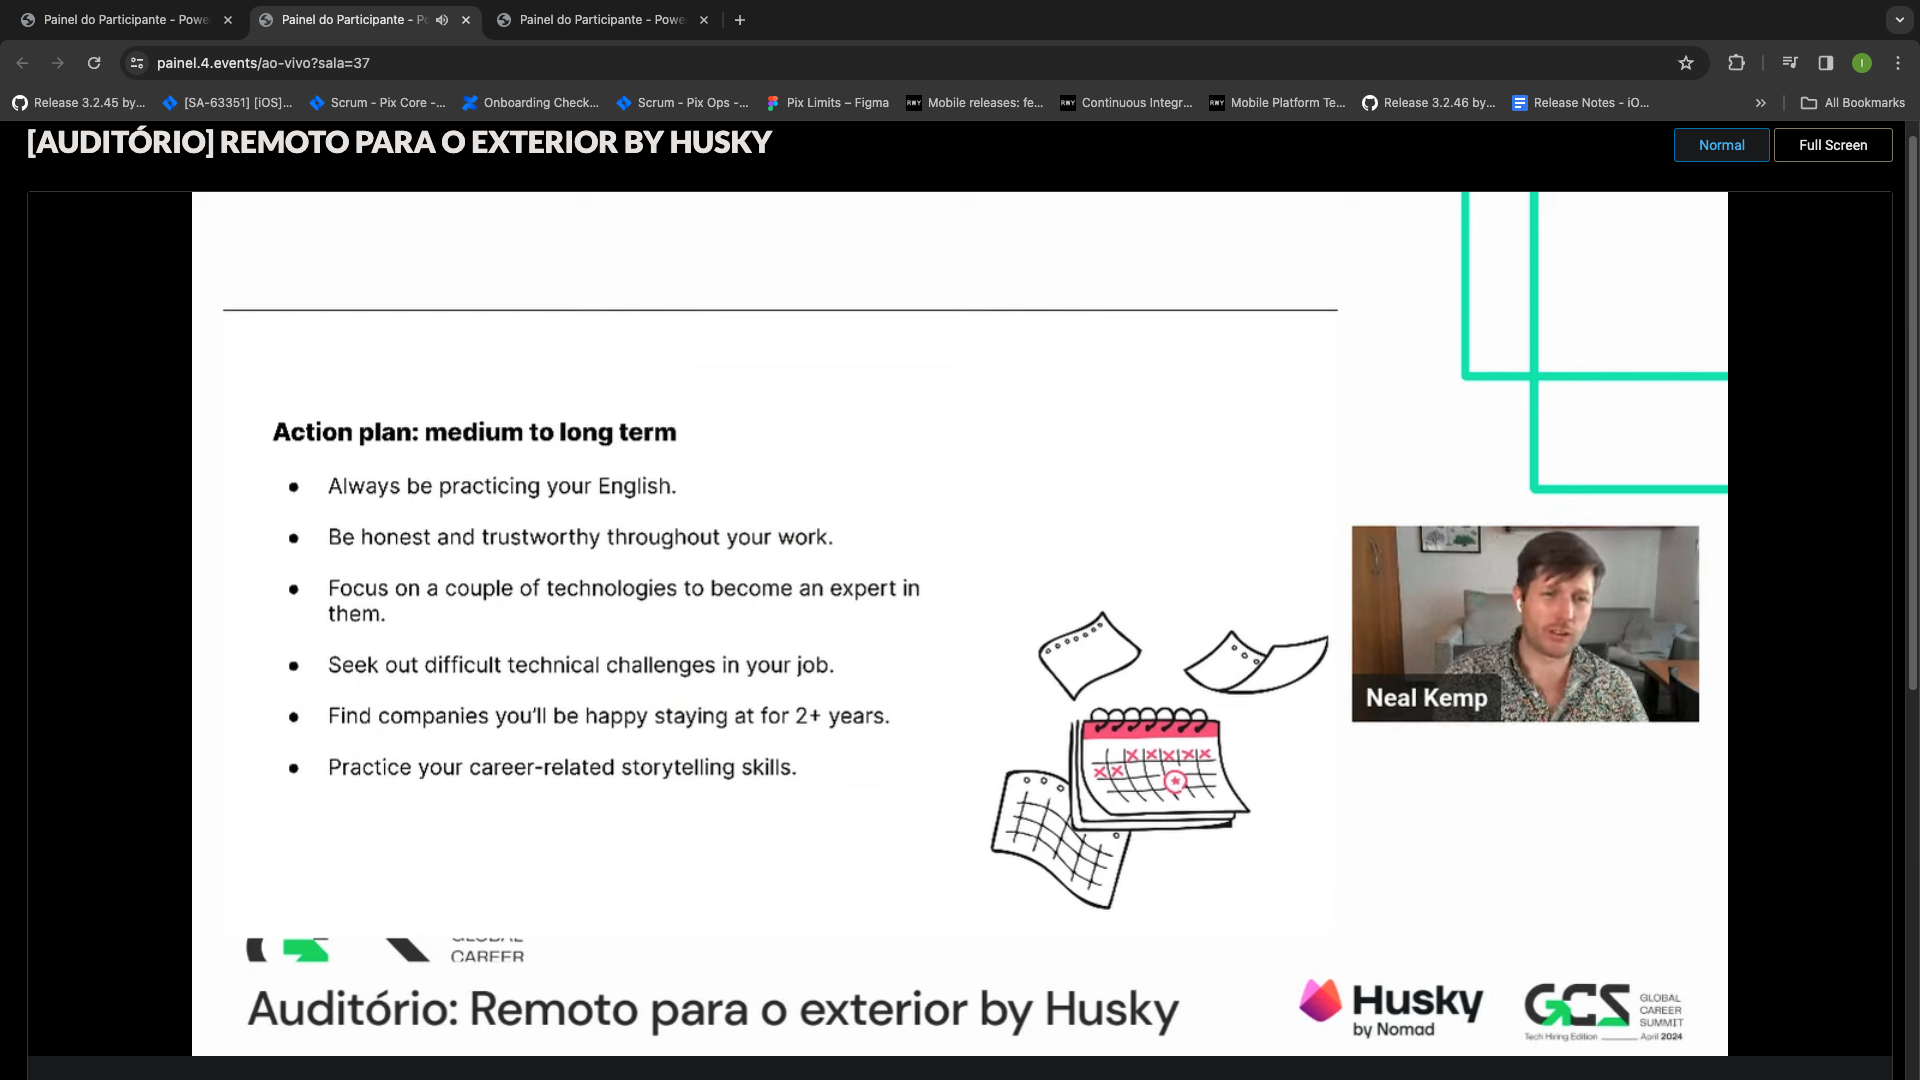 Painel do Participante - Powe
Painel do Participante - Po
Painel do Participante - Powe
painel.4.events/ao-vivo?sala=37
Release 3.2.45 by...
[SA-63351] [iOS]...
Scrum - Pix Core -...
Onboarding Check...
Scrum - Pix Ops -...
Pix Limits – Figma
Mobile releases: fe...
Continuous Integr...
Mobile Platform Te...
Release 3.2.46 by...
Release Notes - iO...
All Bookmarks
[AUDITÓRIO] REMOTO PARA O EXTERIOR BY HUSKY
Normal
Full Screen
Action plan: medium to long term
● Always be practicing your English.
● Be honest and trustworthy throughout your work.
● Focus on a couple of technologies to become an expert in
them.
● Seek out difficult technical challenges in your job.
● Find companies you'll be happy staying at for 2+ years.
● Practice your career-related storytelling skills.
Neal Kemp
GLOBAL
CAREER
Auditório: Remoto para o exterior by Husky
Husky
by Nomad
GCS
GLOBAL
CAREER
SUMMIT
Tech Hiring Edition
April 2024